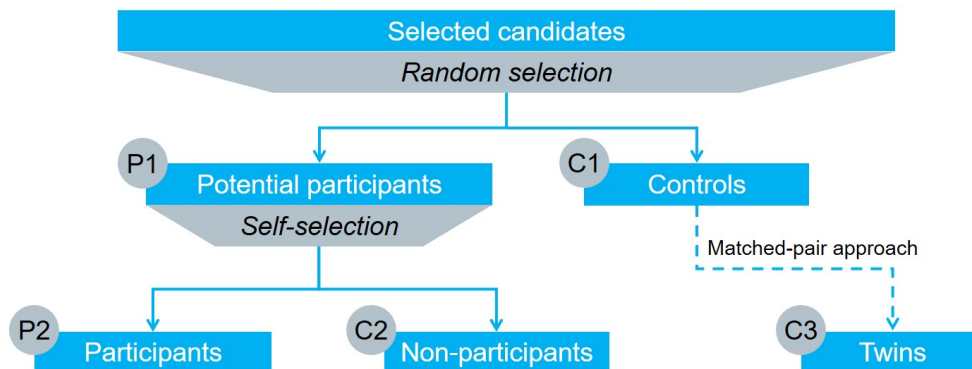 Selected candidates
Random selection
P1
Potential participants
C1
Controls
Self-selection
Matched-pair approach
P2
Participants
C2
Non-participants
C3
Twins